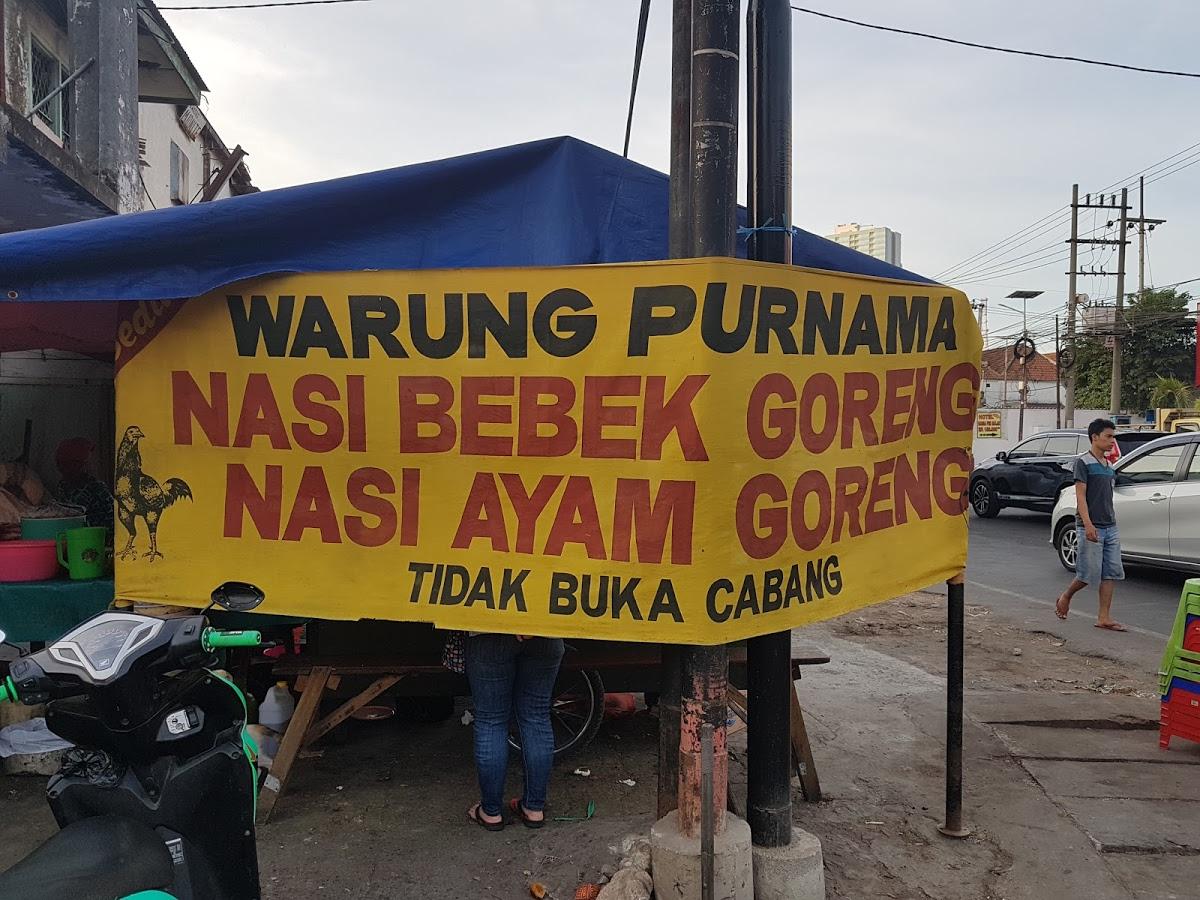 WARUNG PURNAMA
NASI BEBEK GORENG
NASI AYAM GORENG
TIDAK BUKA CABANG